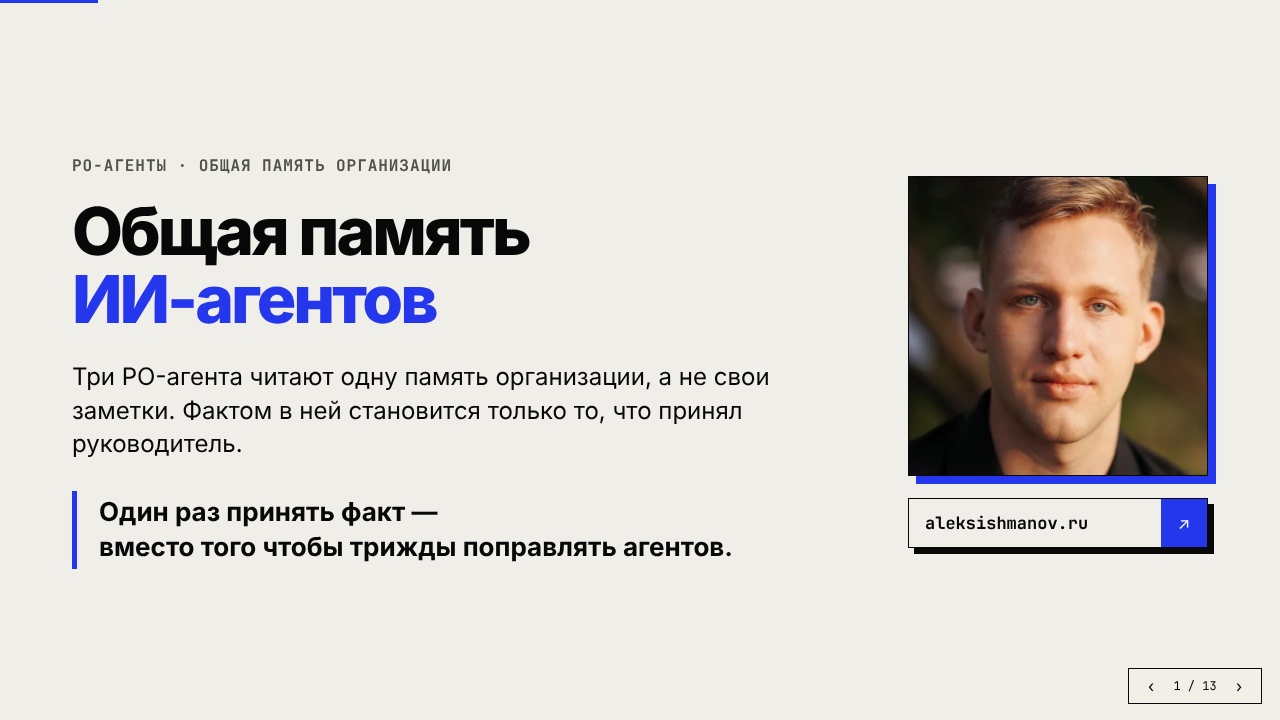 РО-АГЕНТЫ · ОБЩАЯ ПАМЯТЬ ОРГАНИЗАЦИИ
Общая память
ИИ-агентов
Три РО-агента читают одну память организации, а не свои
заметки. Фактом в ней становится только то, что принял
руководитель.
Один раз принять факт —
вместо того чтобы трижды поправлять агентов.
aleksishmanov.ru ↗
‹ 1 / 13 ›